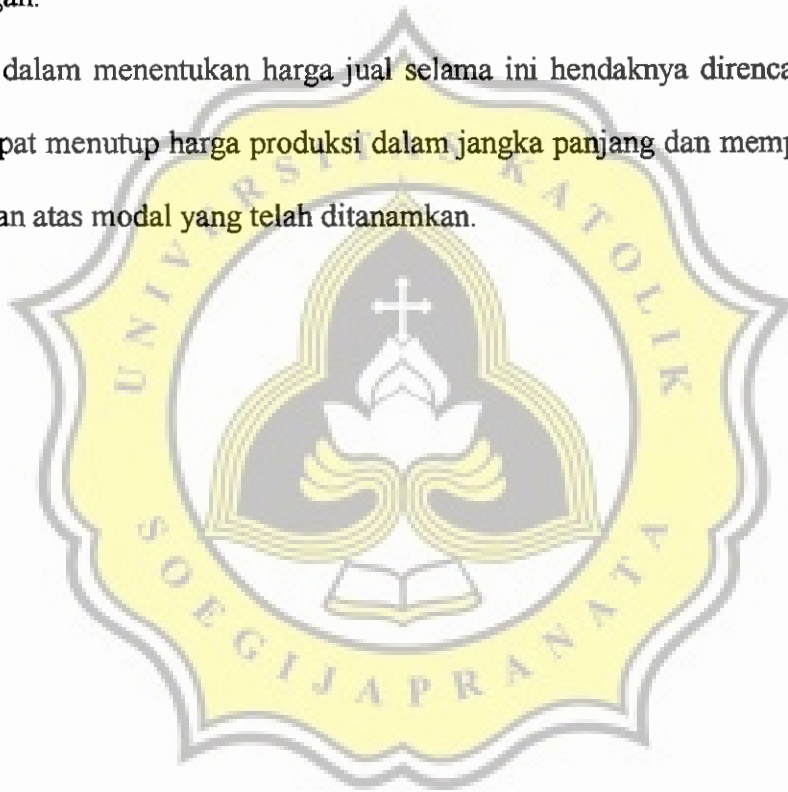 gan.
dalam menentukan harga jual selama ini hendaknya direnca
pat menutup harga produksi dalam jangka panjang dan memp
an atas modal yang telah ditanamkan.
UNIVERSITAS KATOLIK
SOEGIJAPRANATA